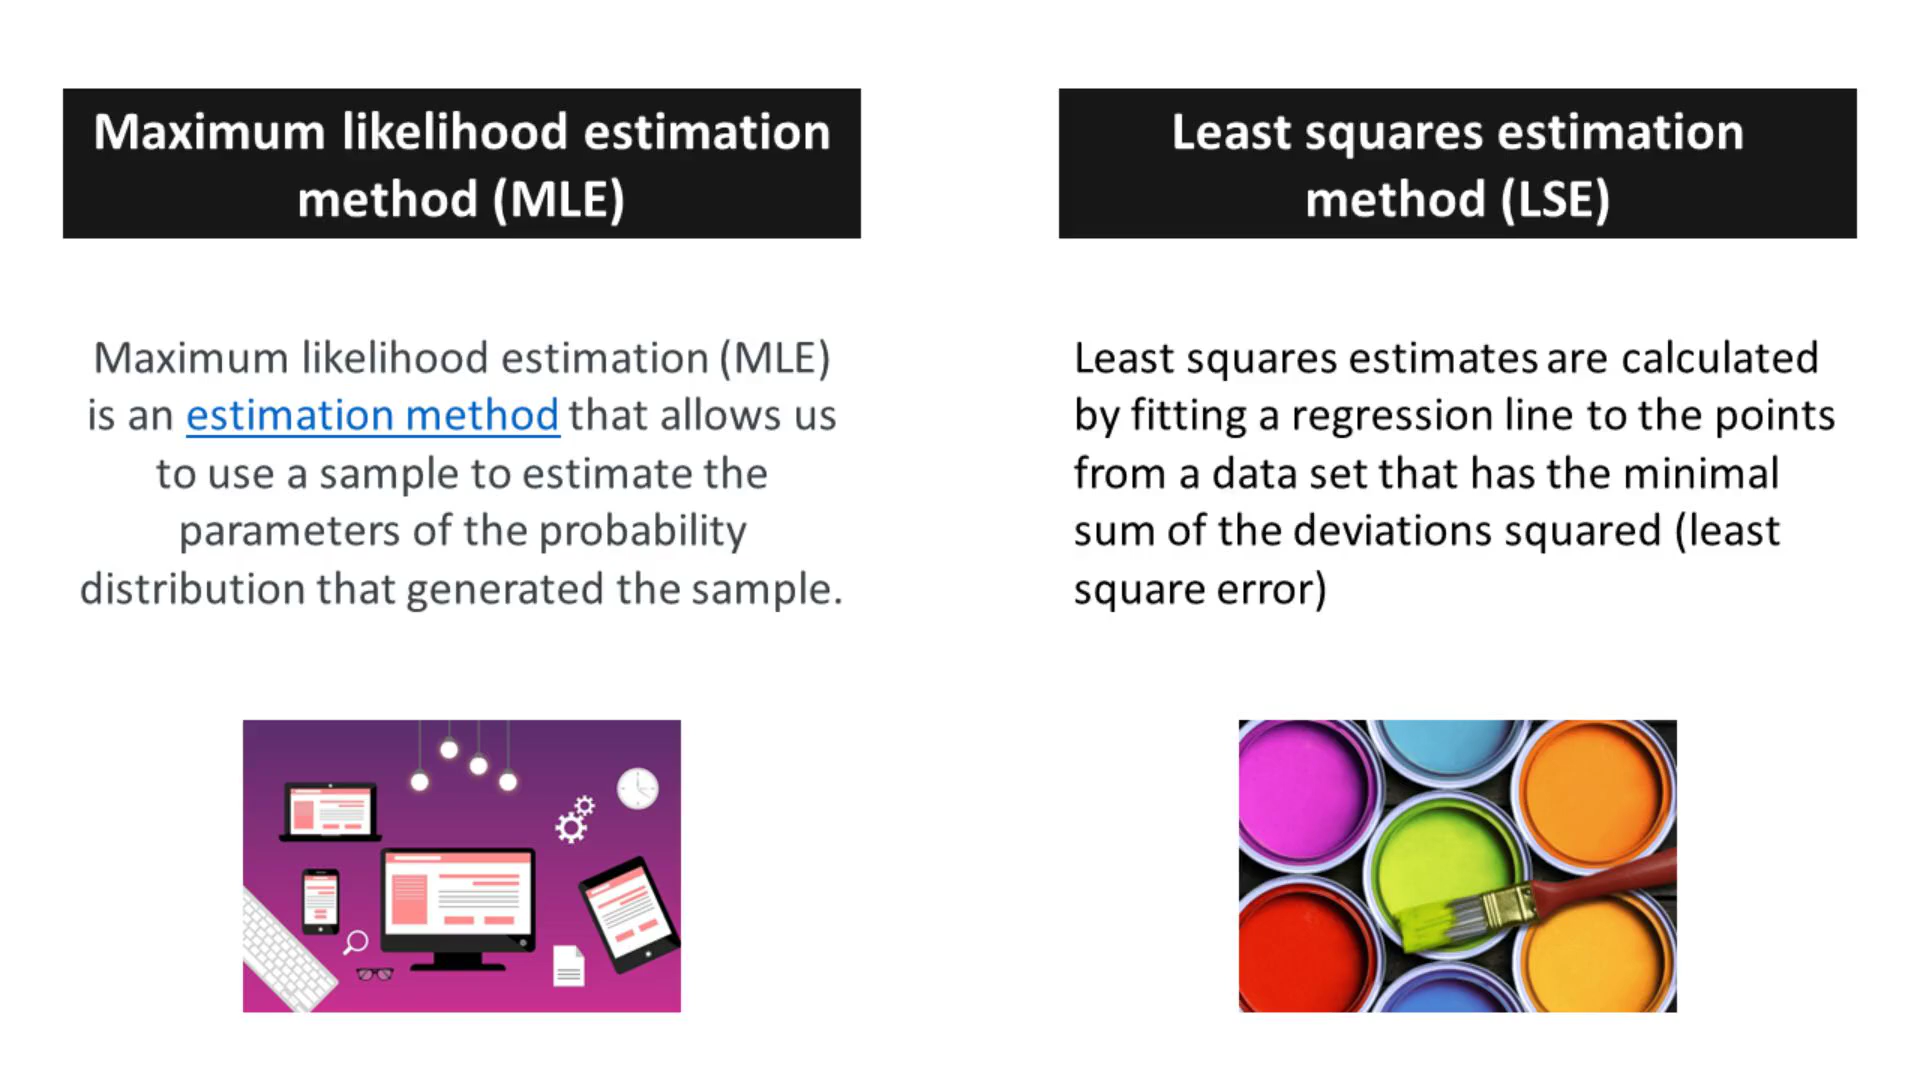 Maximum likelihood estimation
method (MLE)
Maximum likelihood estimation (MLE)
is an estimation method that allows us
to use a sample to estimate the
parameters of the probability
distribution that generated the sample.
Least squares estimation
method (LSE)
Least squares estimates are calculated
by fitting a regression line to the points
from a data set that has the minimal
sum of the deviations squared (least
square error)